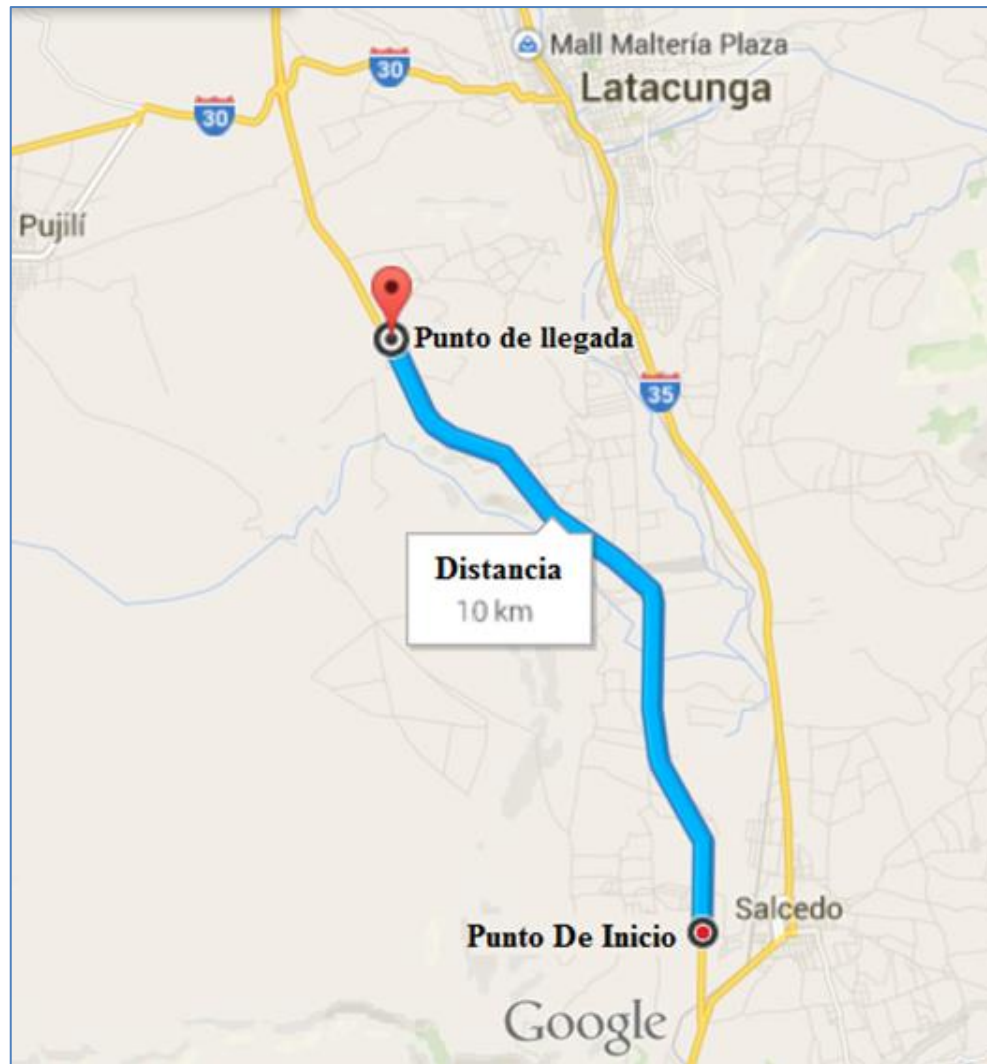 Mall Maltería Plaza
Latacunga
30
30
Pujilí
Punto de llegada
35
Distancia
10 km
Salcedo
Punto De Inicio
Google